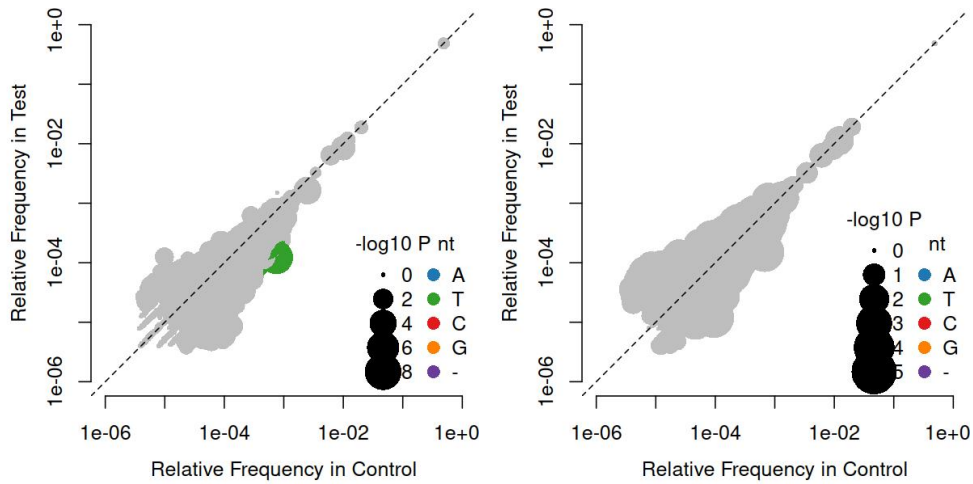 Relative Frequency in Test
1e+0
1e-02
1e-04
1e-06
-log10 P nt
0 A
2 T
4 C
6 G
8 -
1e-06 1e-04 1e-02 1e+0
Relative Frequency in Control
Relative Frequency in Test
1e+0
1e-02
1e-04
1e-06
-log10 P
nt
0
1 A
2 T
3 C
4 G
5 -
1e-06 1e-04 1e-02 1e+0
Relative Frequency in Control